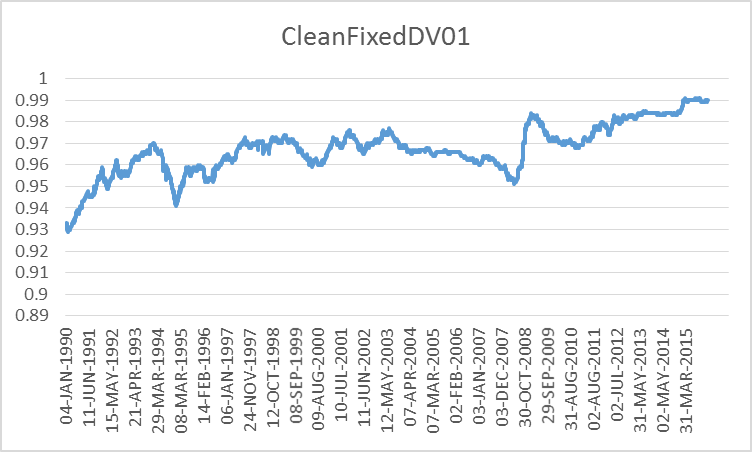 CleanFixedDV01
1
0.99
0.98
0.97
0.96
0.95
0.94
0.93
0.92
0.91
0.9
0.89
04-JAN-1990
11-JUN-1991
15-MAY-1992
21-APR-1993
29-MAR-1994
08-MAR-1995
14-FEB-1996
06-JAN-1997
24-NOV-1997
12-OCT-1998
08-SEP-1999
09-AUG-2000
10-JUL-2001
11-JUN-2002
12-MAY-2003
07-APR-2004
07-MAR-2005
02-FEB-2006
03-JAN-2007
03-DEC-2007
30-OCT-2008
29-SEP-2009
31-AUG-2010
02-AUG-2011
02-JUL-2012
31-MAY-2013
02-MAY-2014
31-MAR-2015